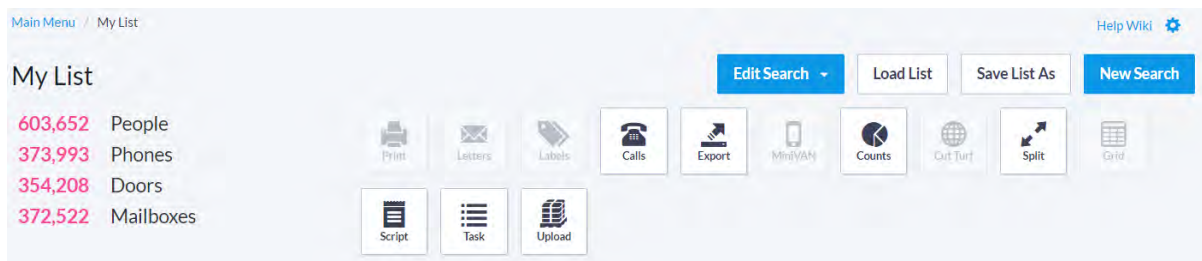 Main Menu / My List
Help Wiki
My List
Edit Search
Load List
Save List As
New Search
603,652 People
373,993 Phones
354,208 Doors
372,522 Mailboxes
Print
Letters
Labels
Calls
Export
MiniVAN
Counts
Cut Turf
Split
Grid
Script
Task
Upload